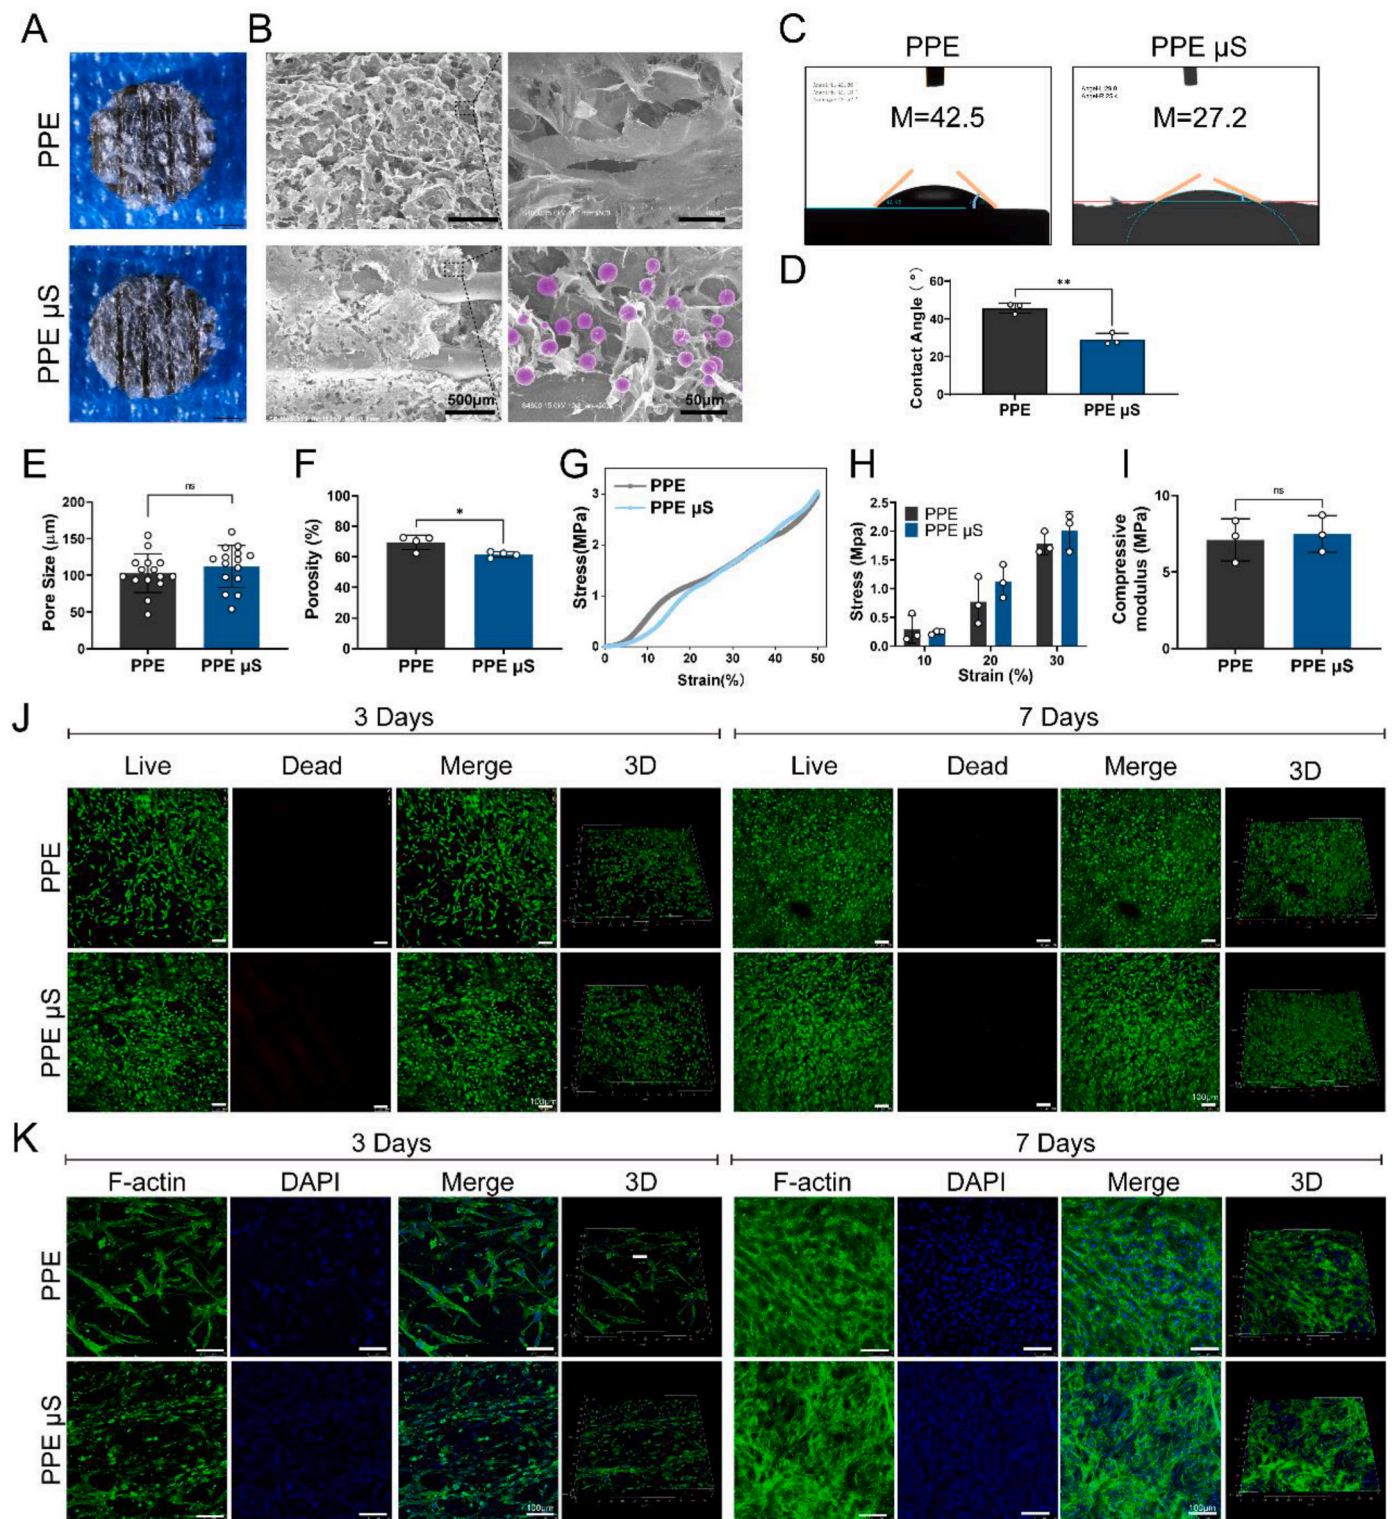 A
B
C
PPE
PPE µS
PPE
PPE µS
M=42.5
M=27.2
500µm
50µm
D
Contact Angle (°)
60
40
20
0
**
PPE
PPE µS
E
Pore Size (µm)
200
150
100
50
0
ns
PPE
PPE µS
F
Porosity (%)
100
80
60
40
20
0
*
PPE
PPE µS
G
Stress(MPa)
3
2
1
0
PPE
PPE µS
0
10
20
30
40
50
Strain(%)
H
Stress (Mpa)
2.5
2.0
1.5
1.0
0.5
0.0
PPE
PPE µS
10
20
30
Strain (%)
I
Compressive
modulus (MPa)
10
5
0
ns
PPE
PPE µS
J
3 Days
7 Days
Live
Dead
Merge
3D
Live
Dead
Merge
3D
PPE
PPE µS
100µm
100µm
K
3 Days
7 Days
F-actin
DAPI
Merge
3D
F-actin
DAPI
Merge
3D
PPE
PPE µS
100µm
100µm